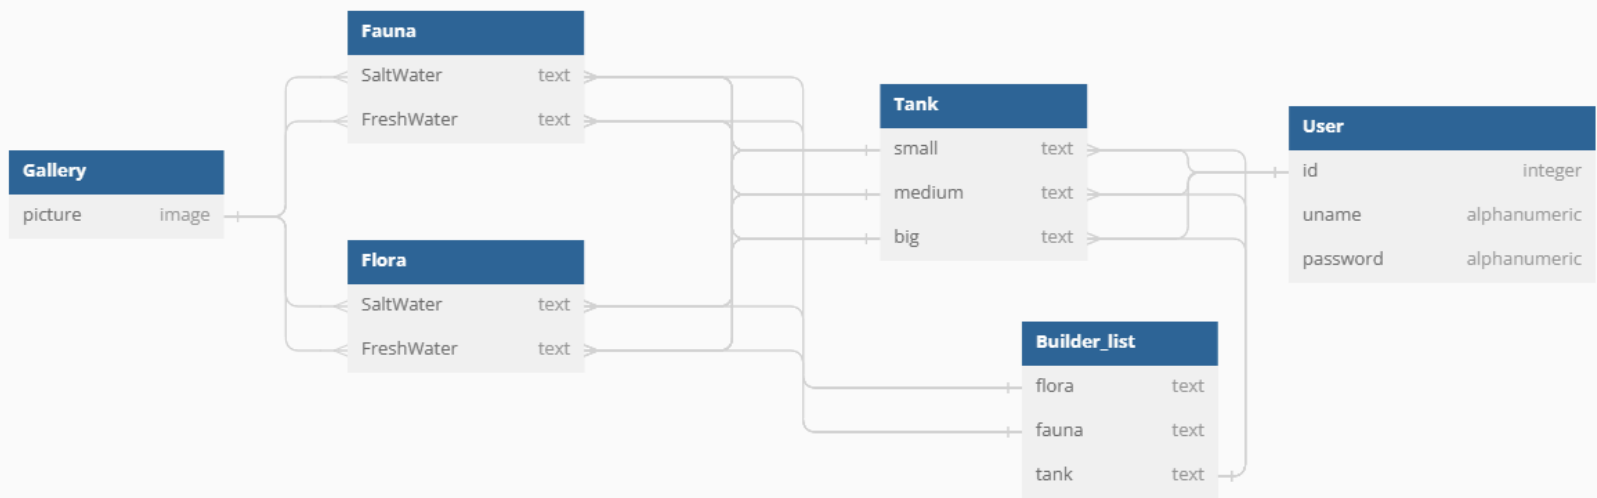 Gallery
picture image
Fauna
SaltWater text
FreshWater text
Flora
SaltWater text
FreshWater text
Tank
small text
medium text
big text
Builder_list
flora text
fauna text
tank text
User
id integer
uname alphanumeric
password alphanumeric